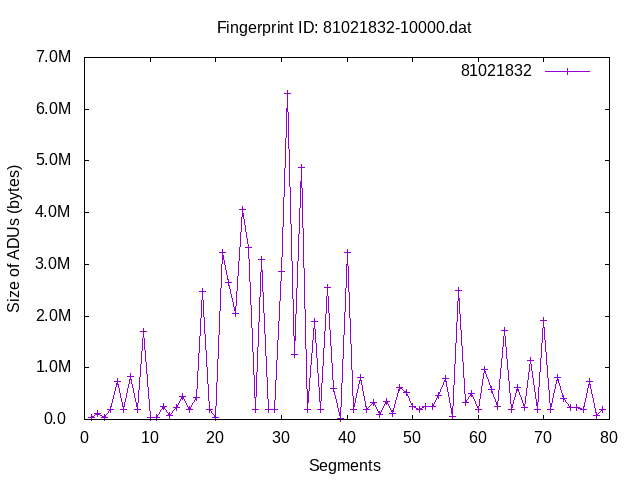 Fingerprint ID: 81021832-10000.dat
81021832
7.0M
6.0M
5.0M
4.0M
3.0M
2.0M
1.0M
0.0
Size of ADUs (bytes)
0 10 20 30 40 50 60 70 80
Segments